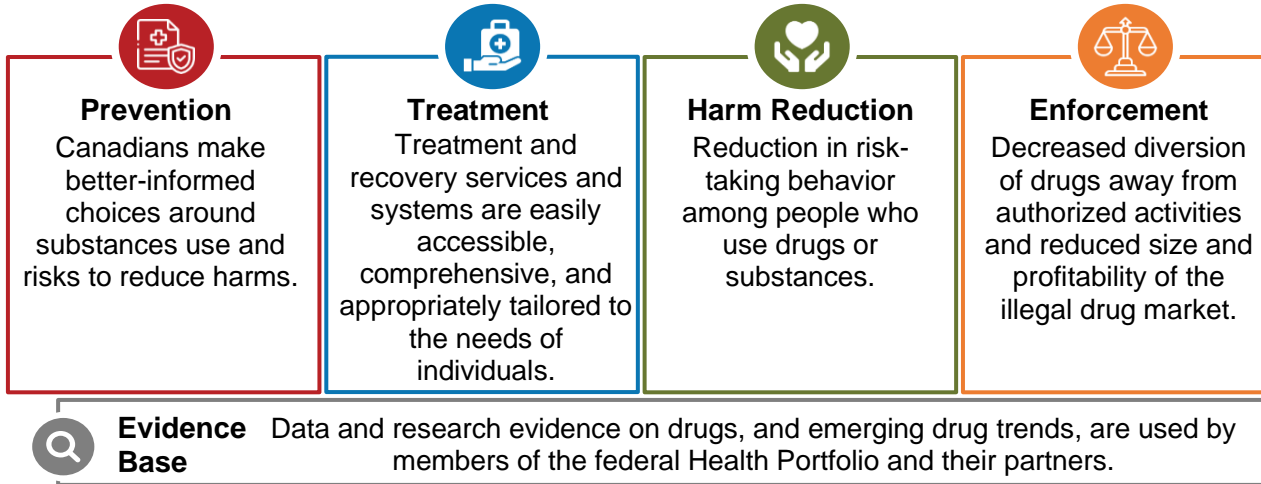 Prevention
Canadians make
better-informed
choices around
substances use and
risks to reduce harms.
Treatment
Treatment and
recovery services and
systems are easily
accessible,
comprehensive, and
appropriately tailored to
the needs of
individuals.
Harm Reduction
Reduction in risk-
taking behavior
among people who
use drugs or
substances.
Enforcement
Decreased diversion
of drugs away from
authorized activities
and reduced size and
profitability of the
illegal drug market.
Evidence
Base
Data and research evidence on drugs, and emerging drug trends, are used by
members of the federal Health Portfolio and their partners.